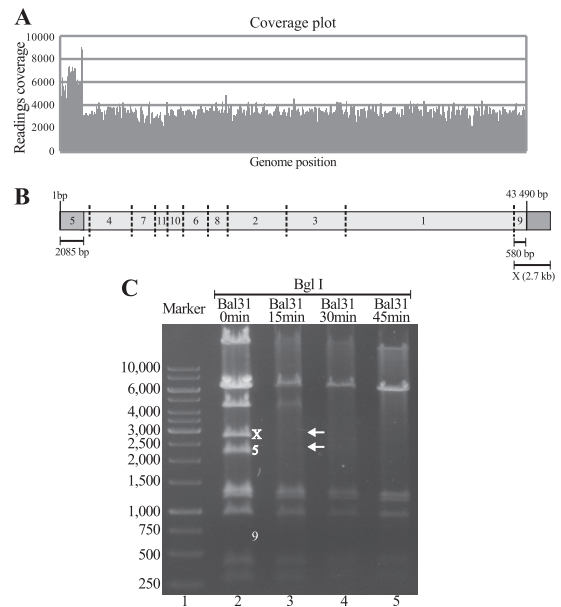 A
Coverage plot
Readings coverage
10000
8000
6000
4000
2000
0
Genome position
B
1bp
43 490 bp
5 4 7 11 10 6 8 2 3 1 9
2085 bp
580 bp
X (2.7 kb)
C
Bgl I
Marker
Bal31 Bal31 Bal31 Bal31
0min 15min 30min 45min
10,000
6,000
4,000
3,000
2,500
2,000
1,500
1,000
750
500
250
X
5
9
1 2 3 4 5